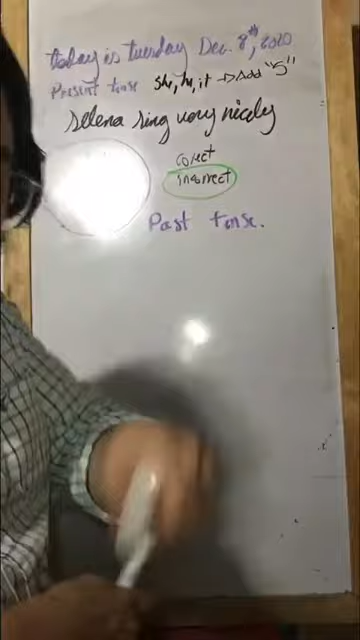 today is tuesday Dec. 8th, 2020
Present tense she, he, it → Add "S"
selena sing very nicely
corect
incorrect
Past tense.